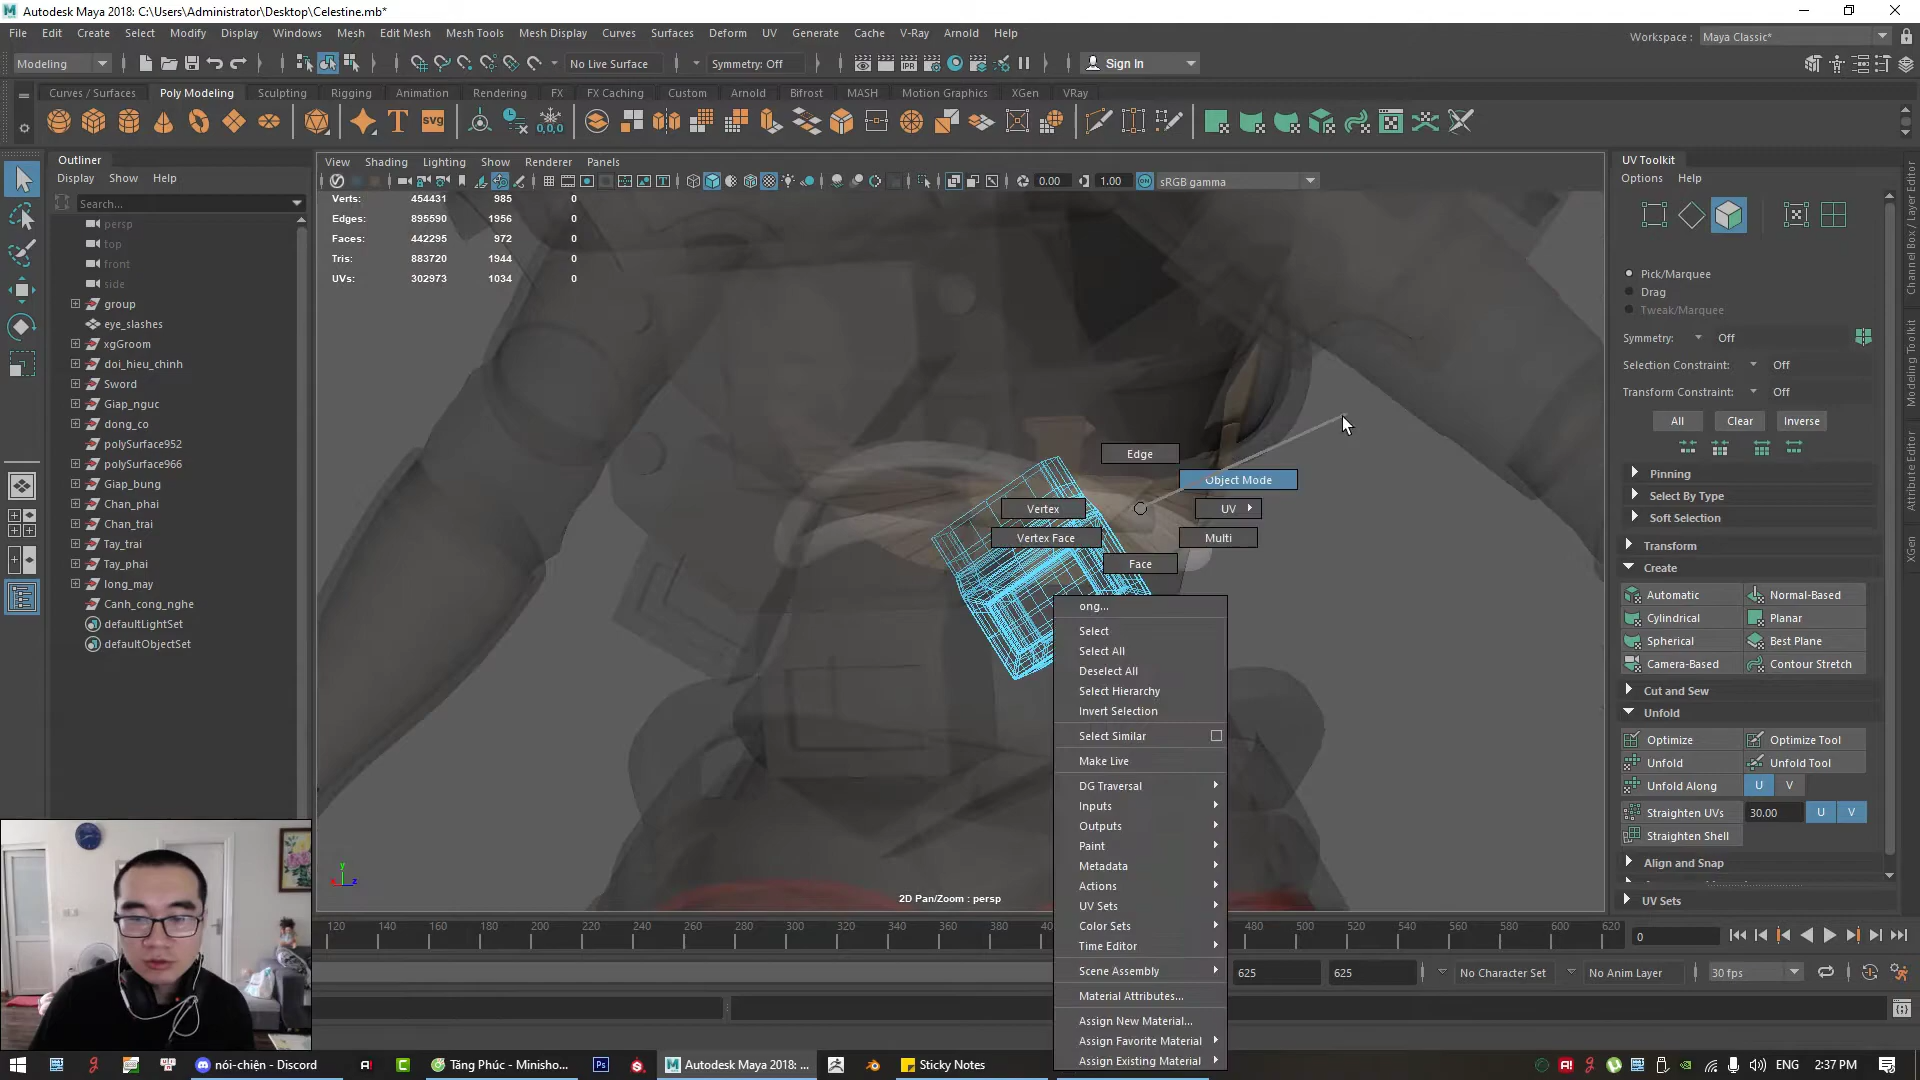 Autodesk Maya 2018: C:\Users\Administrator\Desktop\Celestine.mb*
File Edit Create Select Modify Display Windows Mesh Edit Mesh Mesh Tools Mesh Display Curves Surfaces Deform UV Generate Cache V-Ray Arnold Help
Workspace : Maya Classic*
Modeling No Live Surface Symmetry: Off Sign In
Curves / Surfaces Poly Modeling Sculpting Rigging Animation Rendering FX FX Caching Custom Arnold Bifrost MASH Motion Graphics XGen VRay
Outliner
Display Show Help
Search...
persp
top
front
side
group
eye_slashes
xgGroom
doi_hieu_chinh
Sword
Giap_nguc
dong_co
polySurface952
polySurface966
Giap_bung
Chan_phai
Chan_trai
Tay_trai
Tay_phai
long_may
Canh_cong_nghe
defaultLightSet
defaultObjectSet
View Shading Lighting Show Renderer Panels
0.00 1.00 sRGB gamma
Verts: 454431 985 0
Edges: 895590 1956 0
Faces: 442295 972 0
Tris: 883720 1944 0
UVs: 302973 1034 0
Edge
Object Mode
Vertex
UV
Vertex Face
Multi
Face
ong...
Select
Select All
Deselect All
Select Hierarchy
Invert Selection
Select Similar
Make Live
DG Traversal
Inputs
Outputs
Paint
Metadata
Actions
UV Sets
Color Sets
Time Editor
Scene Assembly
Material Attributes...
Assign New Material...
Assign Favorite Material
Assign Existing Material
2D Pan/Zoom : persp
UV Toolkit
Options Help
Pick/Marquee
Drag
Tweak/Marquee
Symmetry: Off
Selection Constraint: Off
Transform Constraint: Off
All Clear Inverse
Pinning
Select By Type
Soft Selection
Transform
Create
Automatic Normal-Based
Cylindrical Planar
Spherical Best Plane
Camera-Based Contour Stretch
Cut and Sew
Unfold
Optimize Optimize Tool
Unfold Unfold Tool
Unfold Along U V
Straighten UVs 30.00 U V
Straighten Shell
Align and Snap
UV Sets
Channel Box / Layer Editor
Modeling Toolkit
Attribute Editor
XGen
120 140 160 180 200 220 240 260 280 300 320 340 360 380 40 480 500 520 540 560 580 600 620
0
625 625 No Character Set No Anim Layer 30 fps
nói-chiện - Discord
Tăng Phúc - Minisho...
Autodesk Maya 2018: ...
Sticky Notes
ENG 2:37 PM